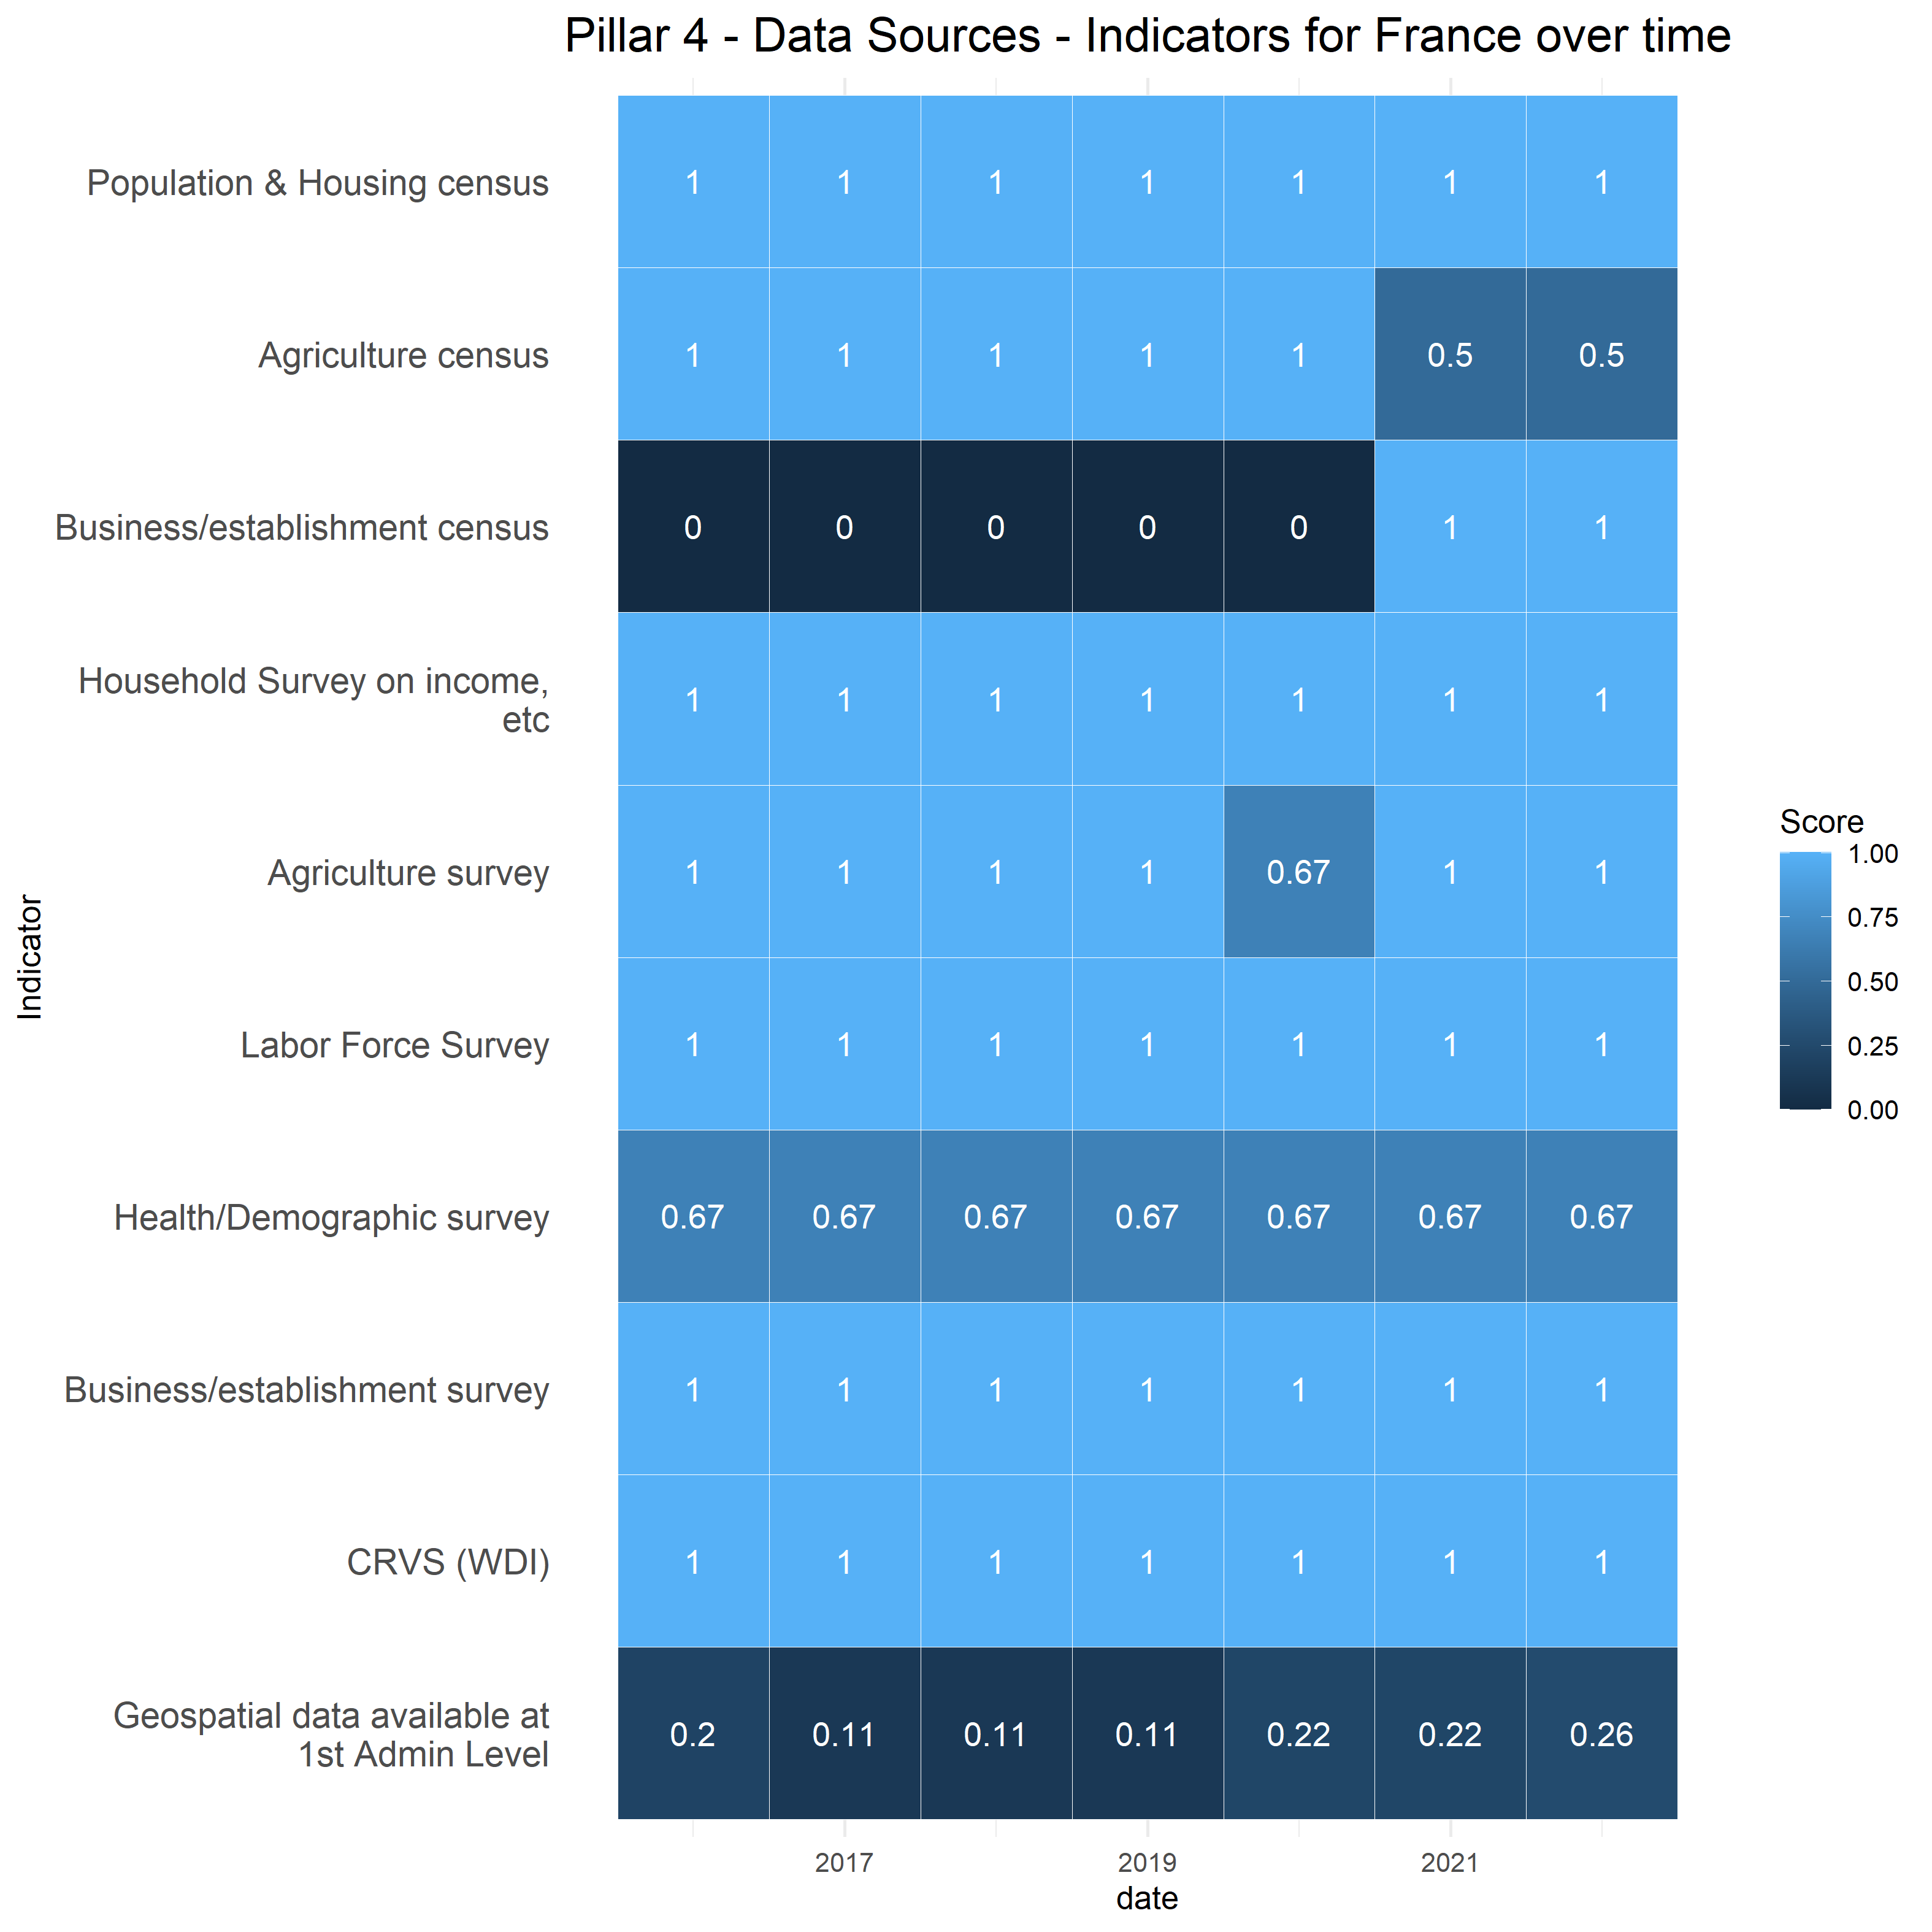 Pillar 4 - Data Sources - Indicators for France over time
Population & Housing census 1 1 1 1 1 1 1
Agriculture census 1 1 1 1 1 0.5 0.5
Business/establishment census 0 0 0 0 0 1 1
Household Survey on income,
etc
1 1 1 1 1 1 1
Agriculture survey 1 1 1 1 0.67 1 1
Labor Force Survey 1 1 1 1 1 1 1
Health/Demographic survey 0.67 0.67 0.67 0.67 0.67 0.67 0.67
Business/establishment survey 1 1 1 1 1 1 1
CRVS (WDI) 1 1 1 1 1 1 1
Geospatial data available at
1st Admin Level
0.2 0.11 0.11 0.11 0.22 0.22 0.26
2017 2019 2021
date
Indicator
Score
1.00
0.75
0.50
0.25
0.00